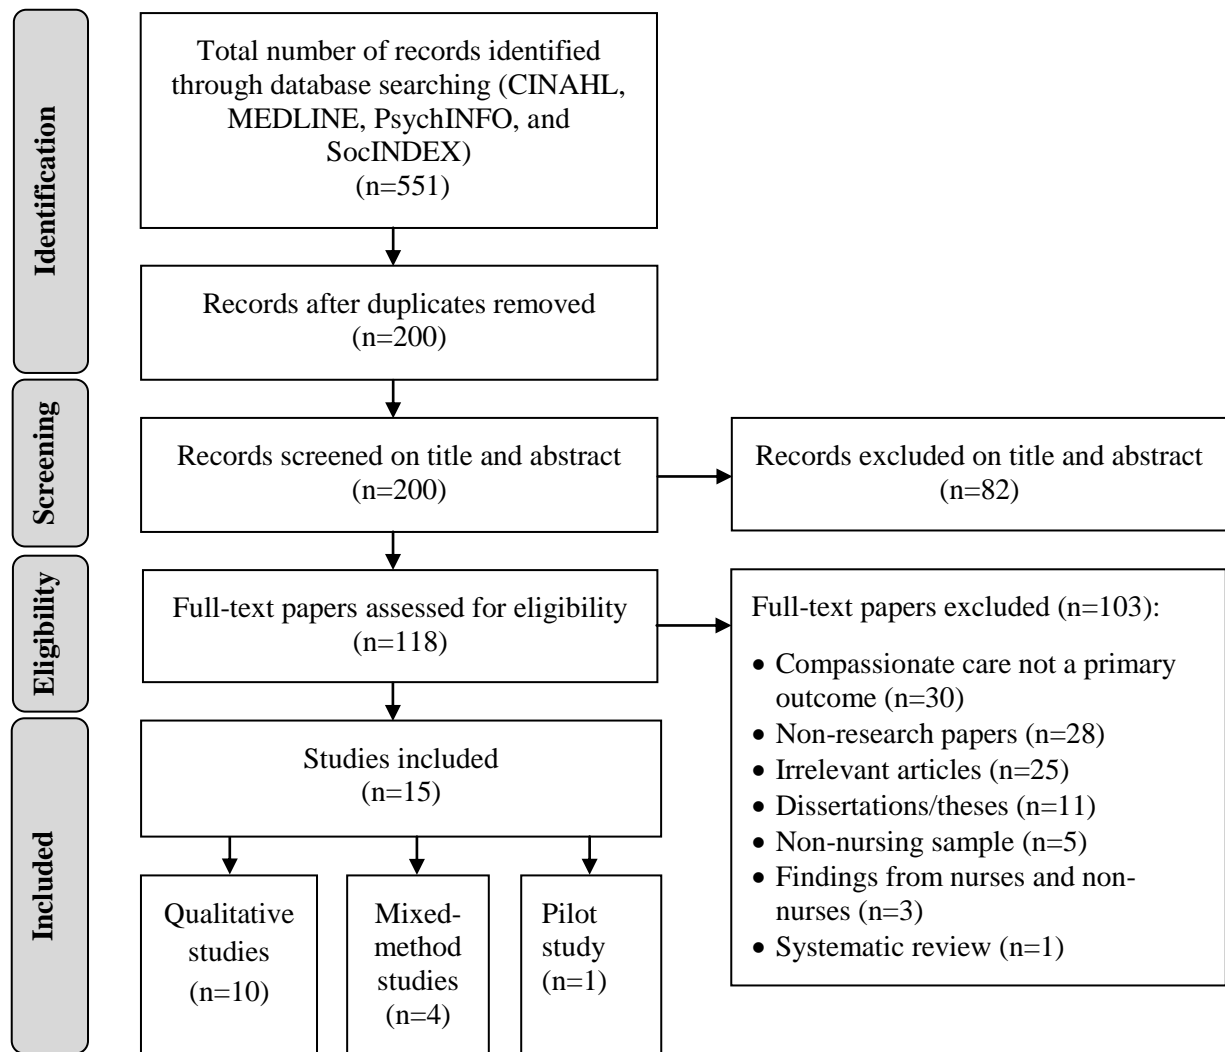 Identification
Total number of records identified
through database searching (CINAHL,
MEDLINE, PsychINFO, and
SocINDEX)
(n=551)
Records after duplicates removed
(n=200)
Screening
Records screened on title and abstract
(n=200)
Records excluded on title and abstract
(n=82)
Eligibility
Full-text papers assessed for eligibility
(n=118)
Full-text papers excluded (n=103):
• Compassionate care not a primary
outcome (n=30)
• Non-research papers (n=28)
• Irrelevant articles (n=25)
• Dissertations/theses (n=11)
• Non-nursing sample (n=5)
• Findings from nurses and non-
nurses (n=3)
• Systematic review (n=1)
Included
Studies included
(n=15)
Qualitative
studies
(n=10)
Mixed-
method
studies
(n=4)
Pilot
study
(n=1)